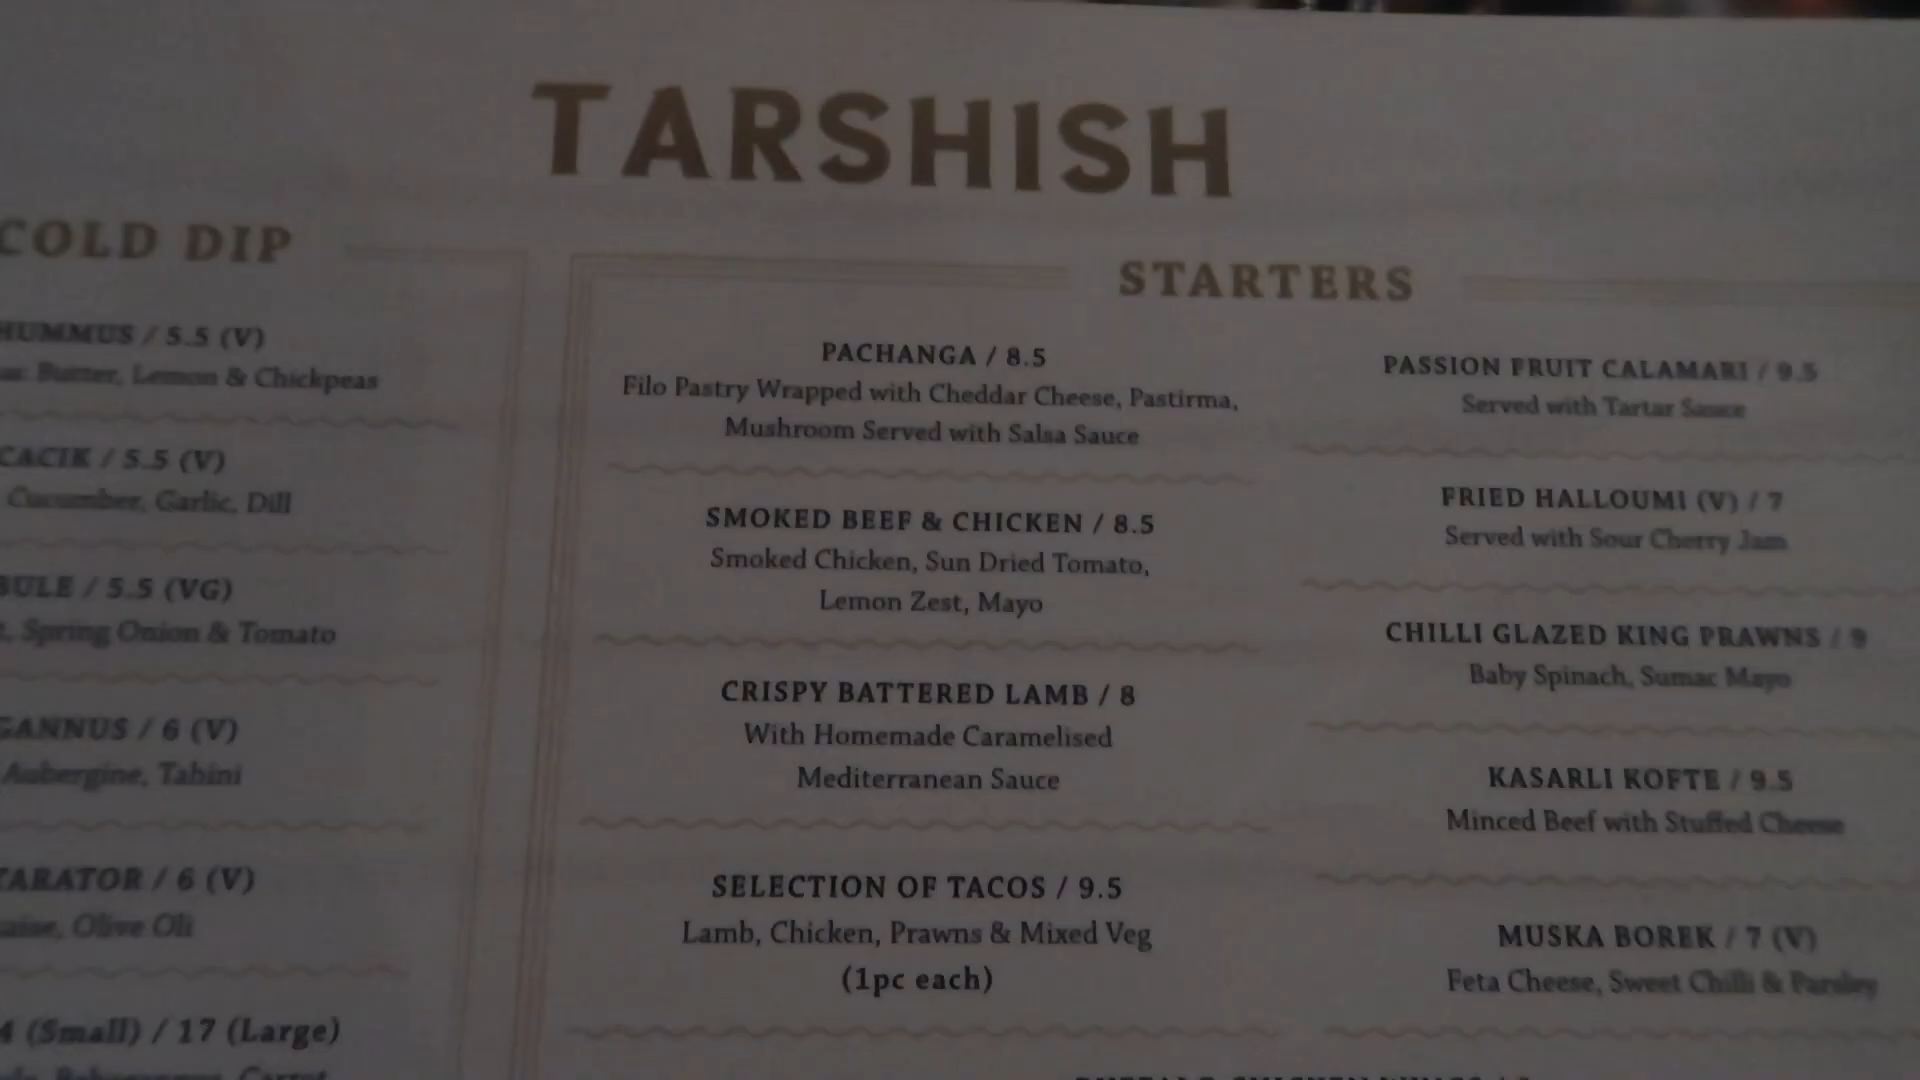 TARSHISH
COLD DIP
HUMMUS / 5.5 (V)
Butter, Lemon & Chickpeas
CACIK / 5.5 (V)
Cucumber, Garlic, Dill
BULE / 5.5 (VG)
Spring Onion & Tomato
GANNUS / 6 (V)
Aubergine, Tahini
TARATOR / 6 (V)
Olive Oli
4 (Small) / 17 (Large)
STARTERS
PACHANGA / 8.5
Filo Pastry Wrapped with Cheddar Cheese, Pastirma,
Mushroom Served with Salsa Sauce
SMOKED BEEF & CHICKEN / 8.5
Smoked Chicken, Sun Dried Tomato,
Lemon Zest, Mayo
CRISPY BATTERED LAMB / 8
With Homemade Caramelised
Mediterranean Sauce
SELECTION OF TACOS / 9.5
Lamb, Chicken, Prawns & Mixed Veg
(1pc each)
PASSION FRUIT CALAMARI / 9.5
Served with Tartar Sauce
FRIED HALLOUMI (V) / 7
Served with Sour Cherry Jam
CHILLI GLAZED KING PRAWNS / 9
Baby Spinach, Sumac Mayo
KASARLI KOFTE / 9.5
Minced Beef with Stuffed Cheese
MUSKA BOREK / 7 (V)
Feta Cheese, Sweet Chilli & Parsley